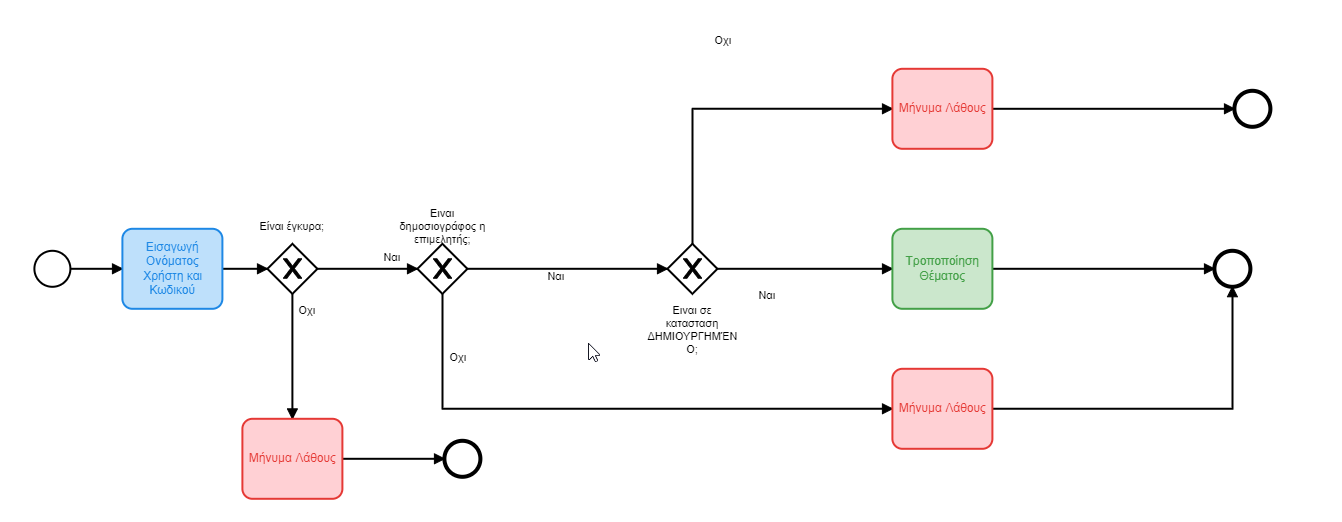 Οχι
Μήνυμα Λάθους
Εισαγωγή
Ονόματος
Χρήστη και
Κωδικού
Είναι έγκυρα;
Ναι
Οχι
Ειναι
δημοσιογράφος η
επιμελητής;
Ναι
Οχι
Ειναι σε
κατασταση
ΔΗΜΙΟΥΡΓΗΜΈΝ
Ο;
Ναι
Τροποποίηση
Θέματος
Μήνυμα Λάθους
Μήνυμα Λάθους